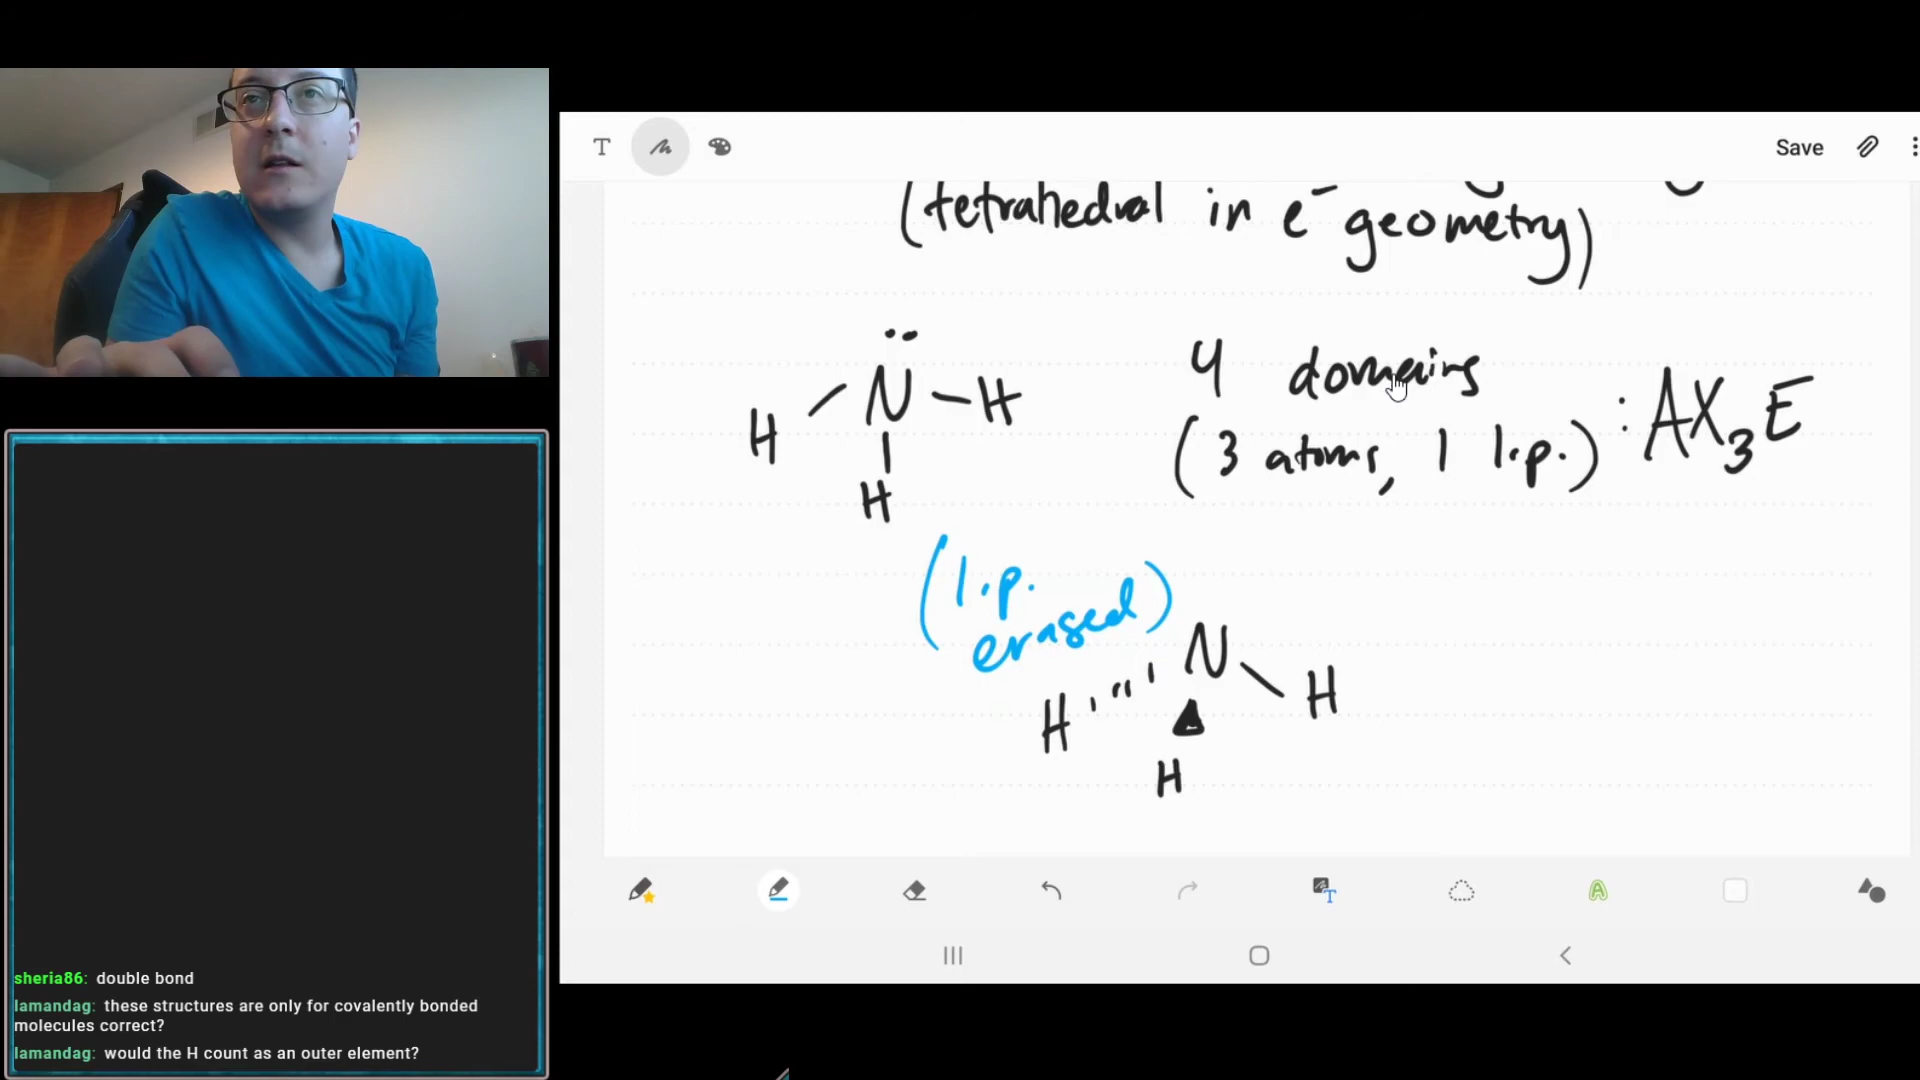 T
Save
(tetrahedral in e- geometry)
N
H
H
H
4 domains
(3 atoms, 1 l.p.) : AX3E
(l.p.
erased)
N
H
H
H
T
A
sheria86: double bond
lamandag: these structures are only for covalently bonded
molecules correct?
lamandag: would the H count as an outer element?